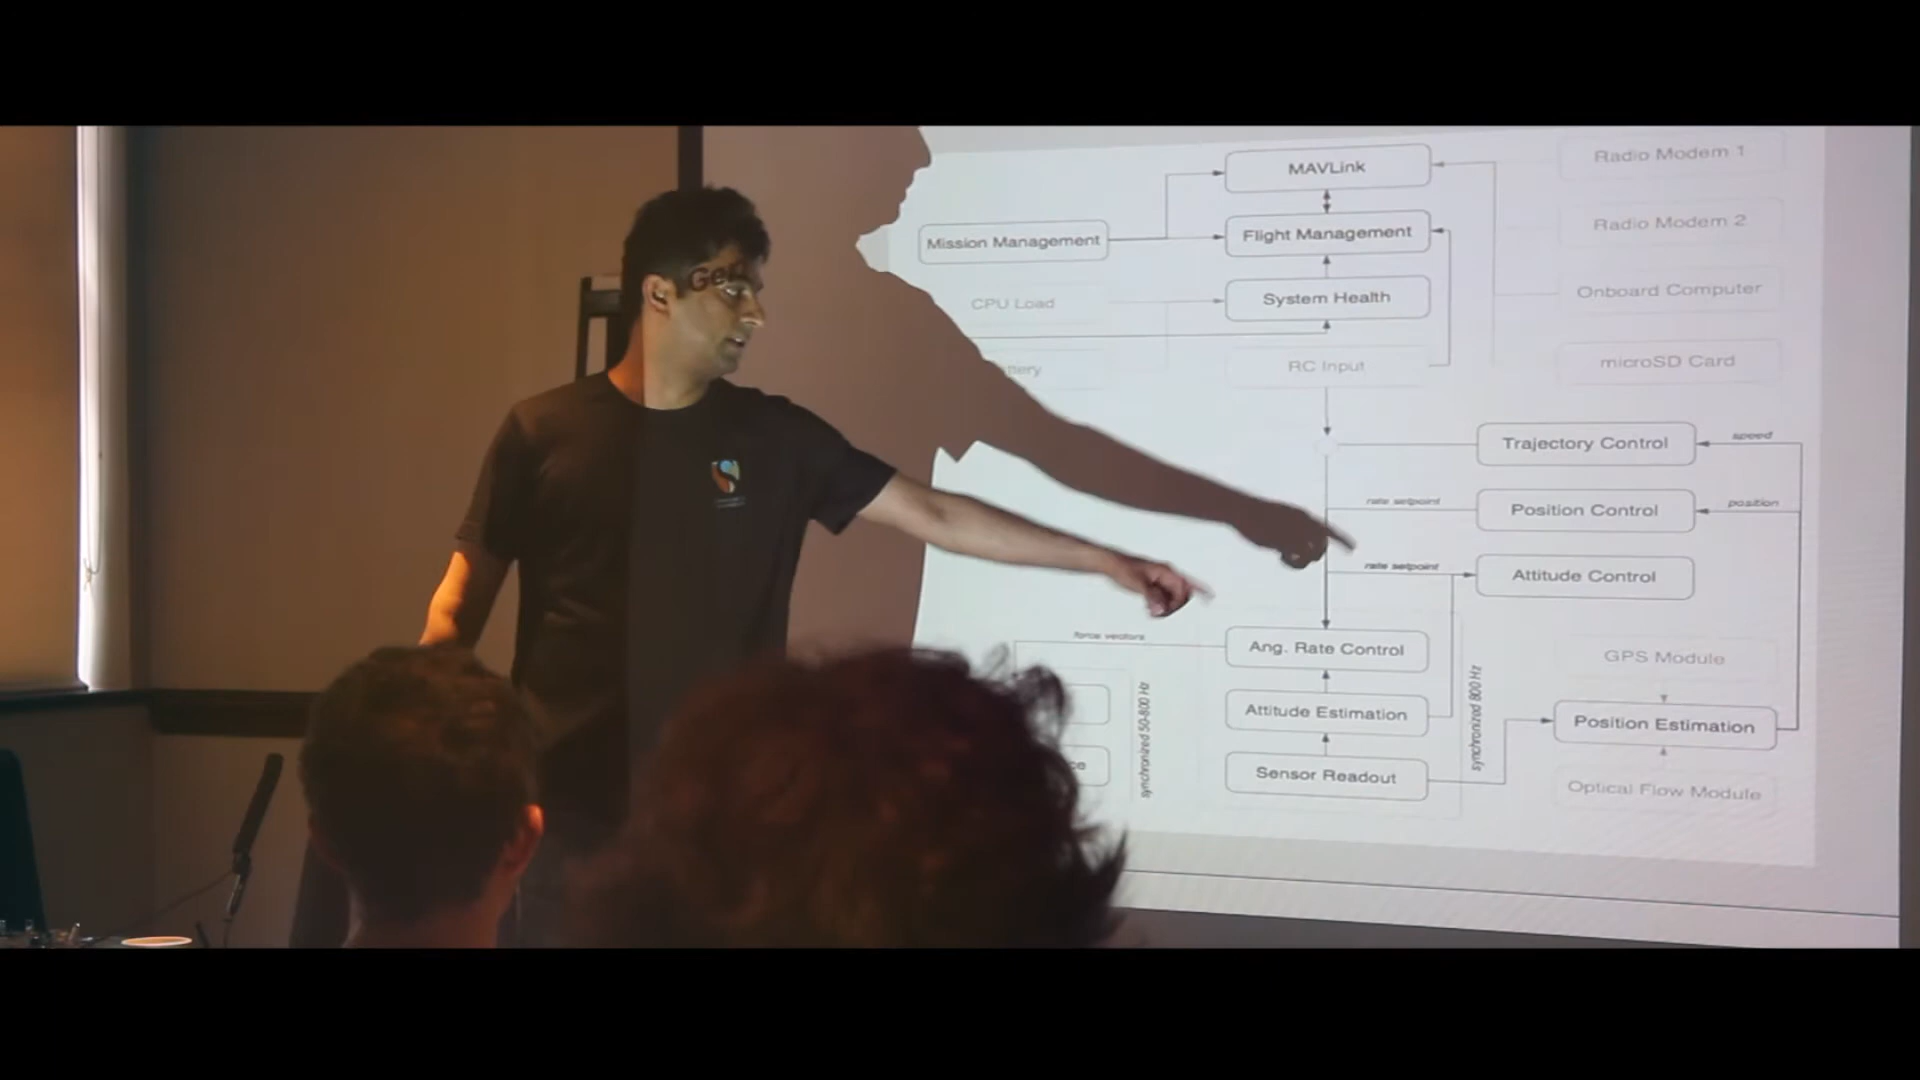 MAVLink
Radio Modem 1
Mission Management
Flight Management
Radio Modem 2
CPU Load
System Health
Onboard Computer
RC Input
microSD Card
Trajectory Control
speed
rate setpoint
Position Control
position
rate setpoint
Attitude Control
force vectors
Ang. Rate Control
GPS Module
synchronized 50-800 Hz
Attitude Estimation
synchronized 800 Hz
Position Estimation
Sensor Readout
Optical Flow Module